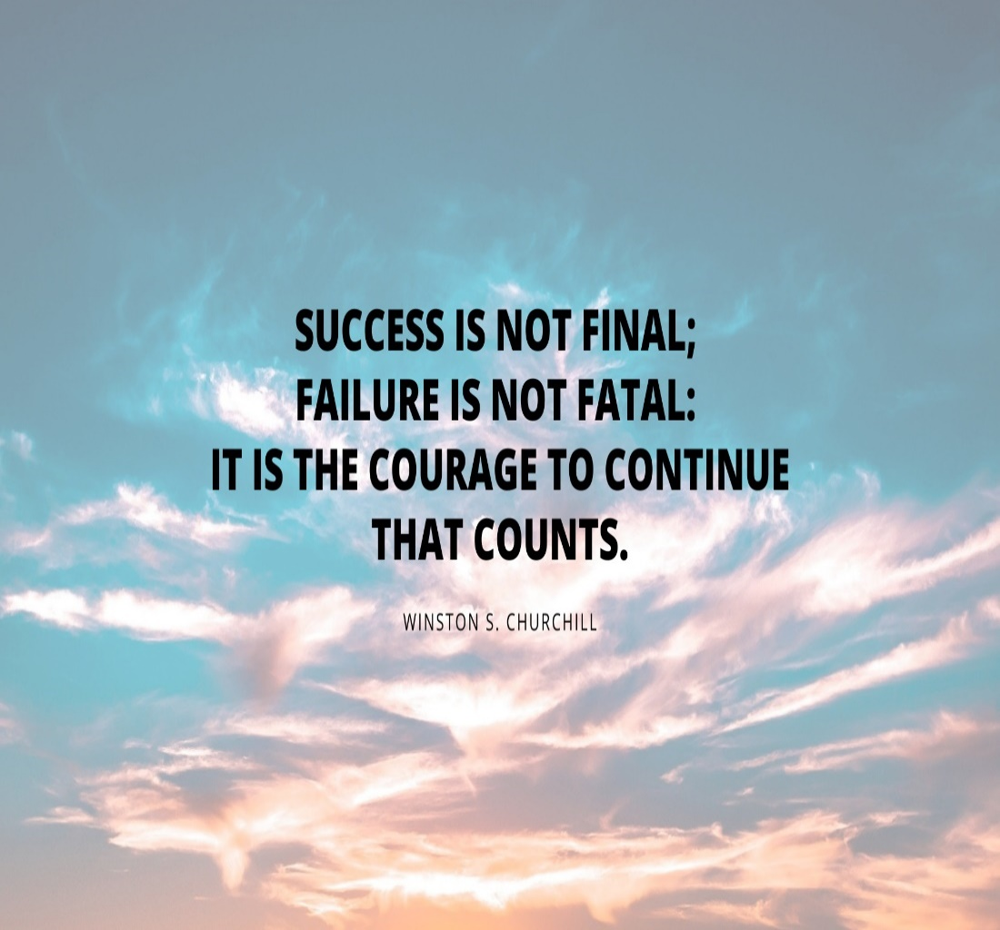 SUCCESS IS NOT FINAL;
FAILURE IS NOT FATAL:
IT IS THE COURAGE TO CONTINUE
THAT COUNTS.
WINSTON S. CHURCHILL